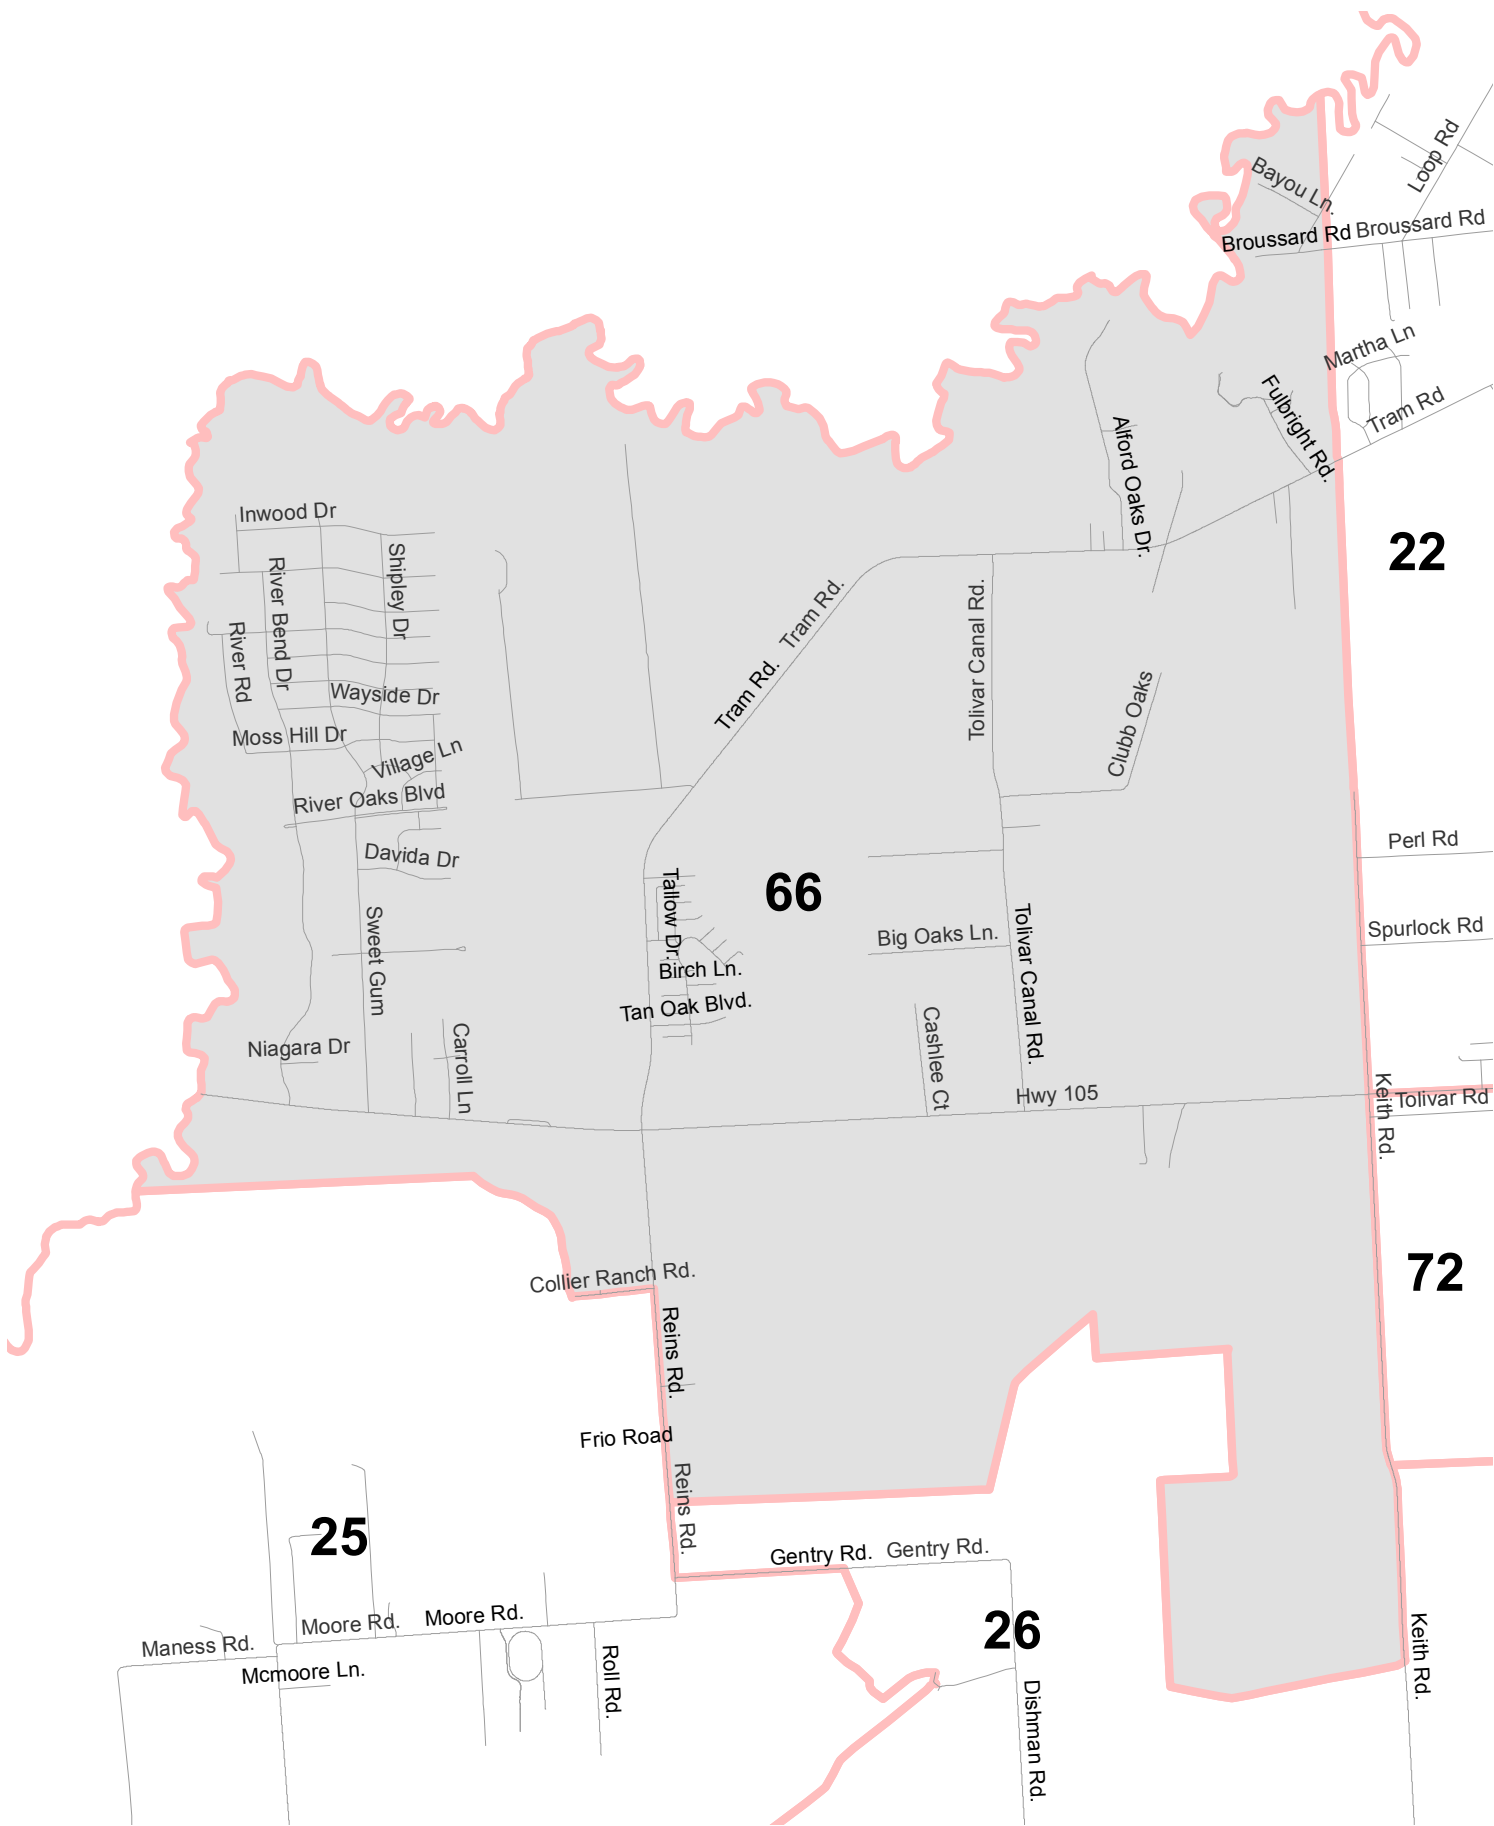 Loop Rd
Bayou Ln.
Broussard Rd
Broussard Rd
Martha Ln
Tram Rd
Fulbright Rd.
Alford Oaks Dr.
Inwood Dr
Shipley Dr
River Bend Dr
River Rd
22
Tram Rd.
Tram Rd.
Tolivar Canal Rd.
Wayside Dr
Moss Hill Dr
Village Ln
Clubb Oaks
River Oaks Blvd
Davida Dr
Perl Rd
66
Tallow Dr.
Sweet Gum
Big Oaks Ln.
Tolivar Canal Rd.
Spurlock Rd
Birch Ln.
Tan Oak Blvd.
Niagara Dr
Carroll Ln
Cashlee Ct
Hwy 105
Keith Rd.
Tolivar Rd
72
Collier Ranch Rd.
Reins Rd.
Frio Road
Reins Rd.
25
Gentry Rd.
Gentry Rd.
26
Moore Rd.
Moore Rd.
Maness Rd.
Mcmoore Ln.
Roll Rd.
Dishman Rd.
Keith Rd.